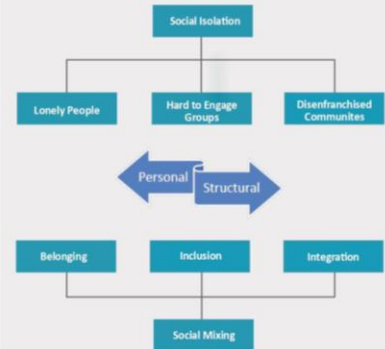 Social Isolation
Lonely People
Hard to Engage
Groups
Disenfranchised
Communites
Personal
Structural
Belonging
Inclusion
Integration
Social Mixing